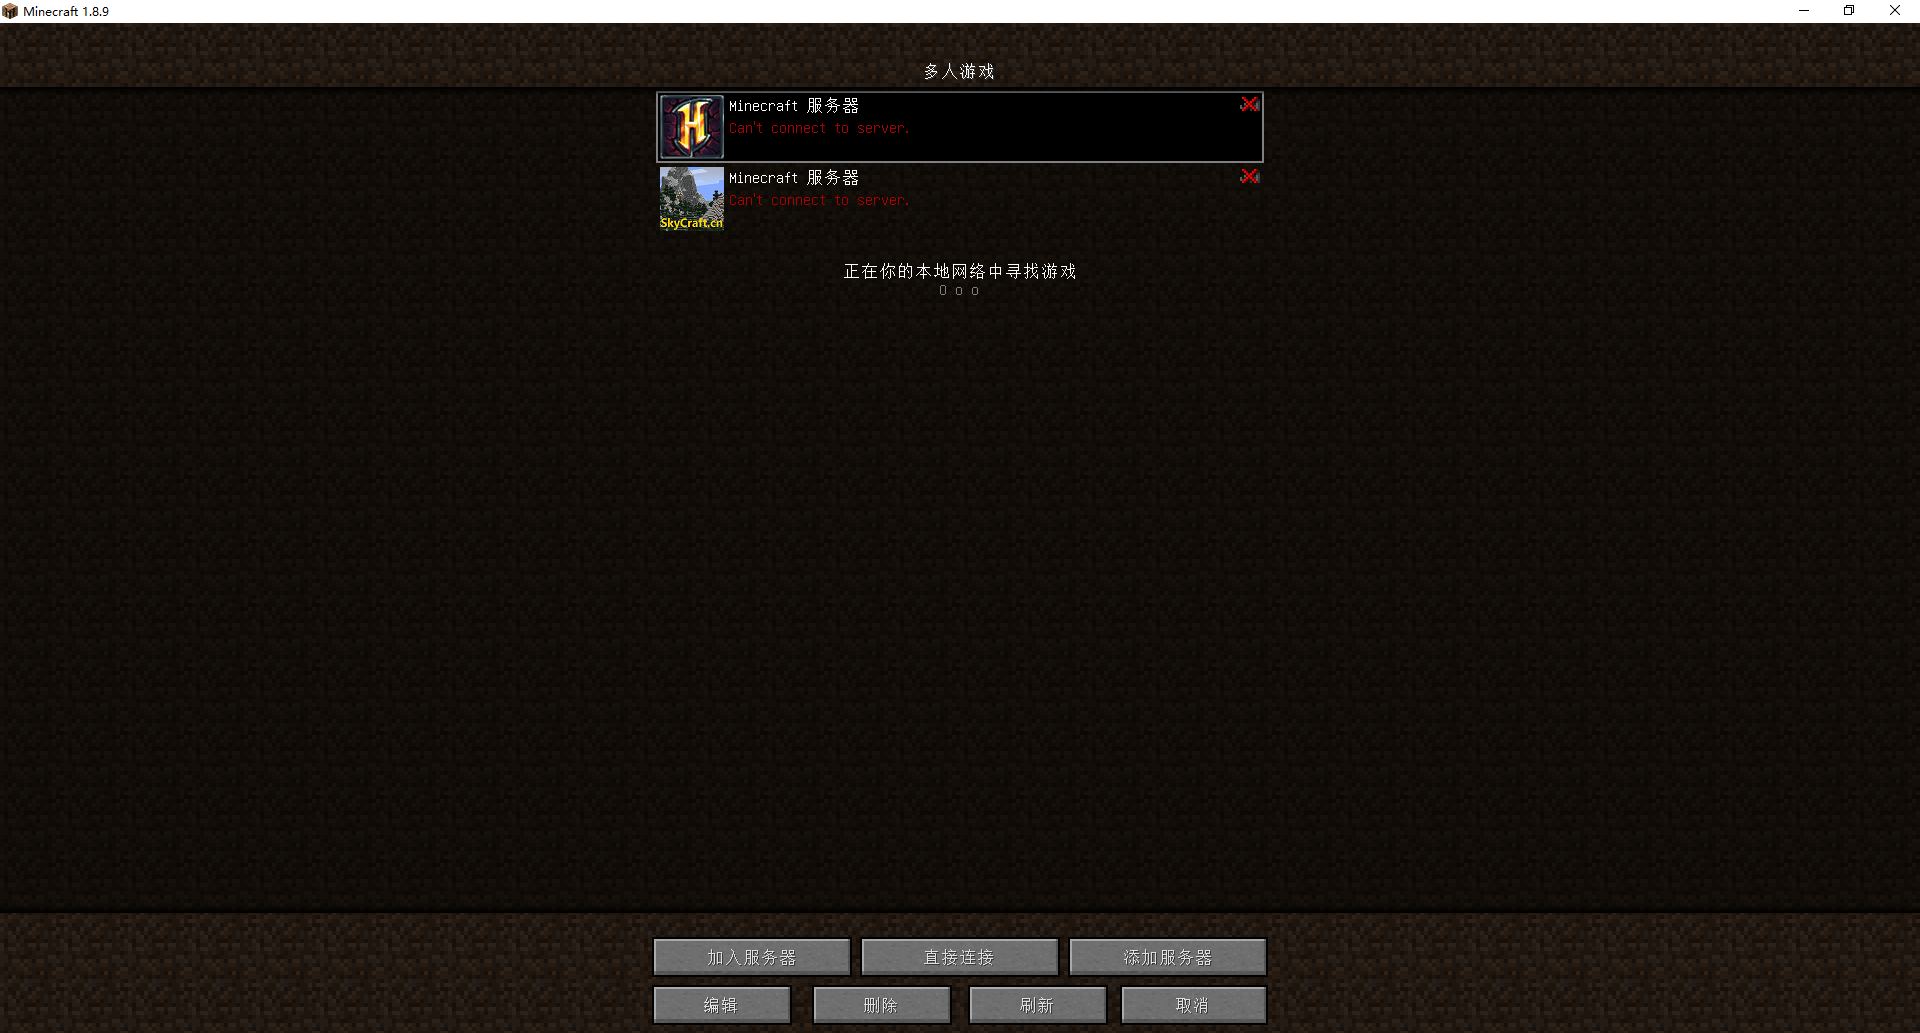 Minecraft 1.8.9
多人游戏
Minecraft 服务器
Can't connect to server.
Minecraft 服务器
Can't connect to server.
SkyCraft.cn
正在你的本地网络中寻找游戏
O o o
加入服务器
直接连接
添加服务器
编辑
删除
刷新
取消